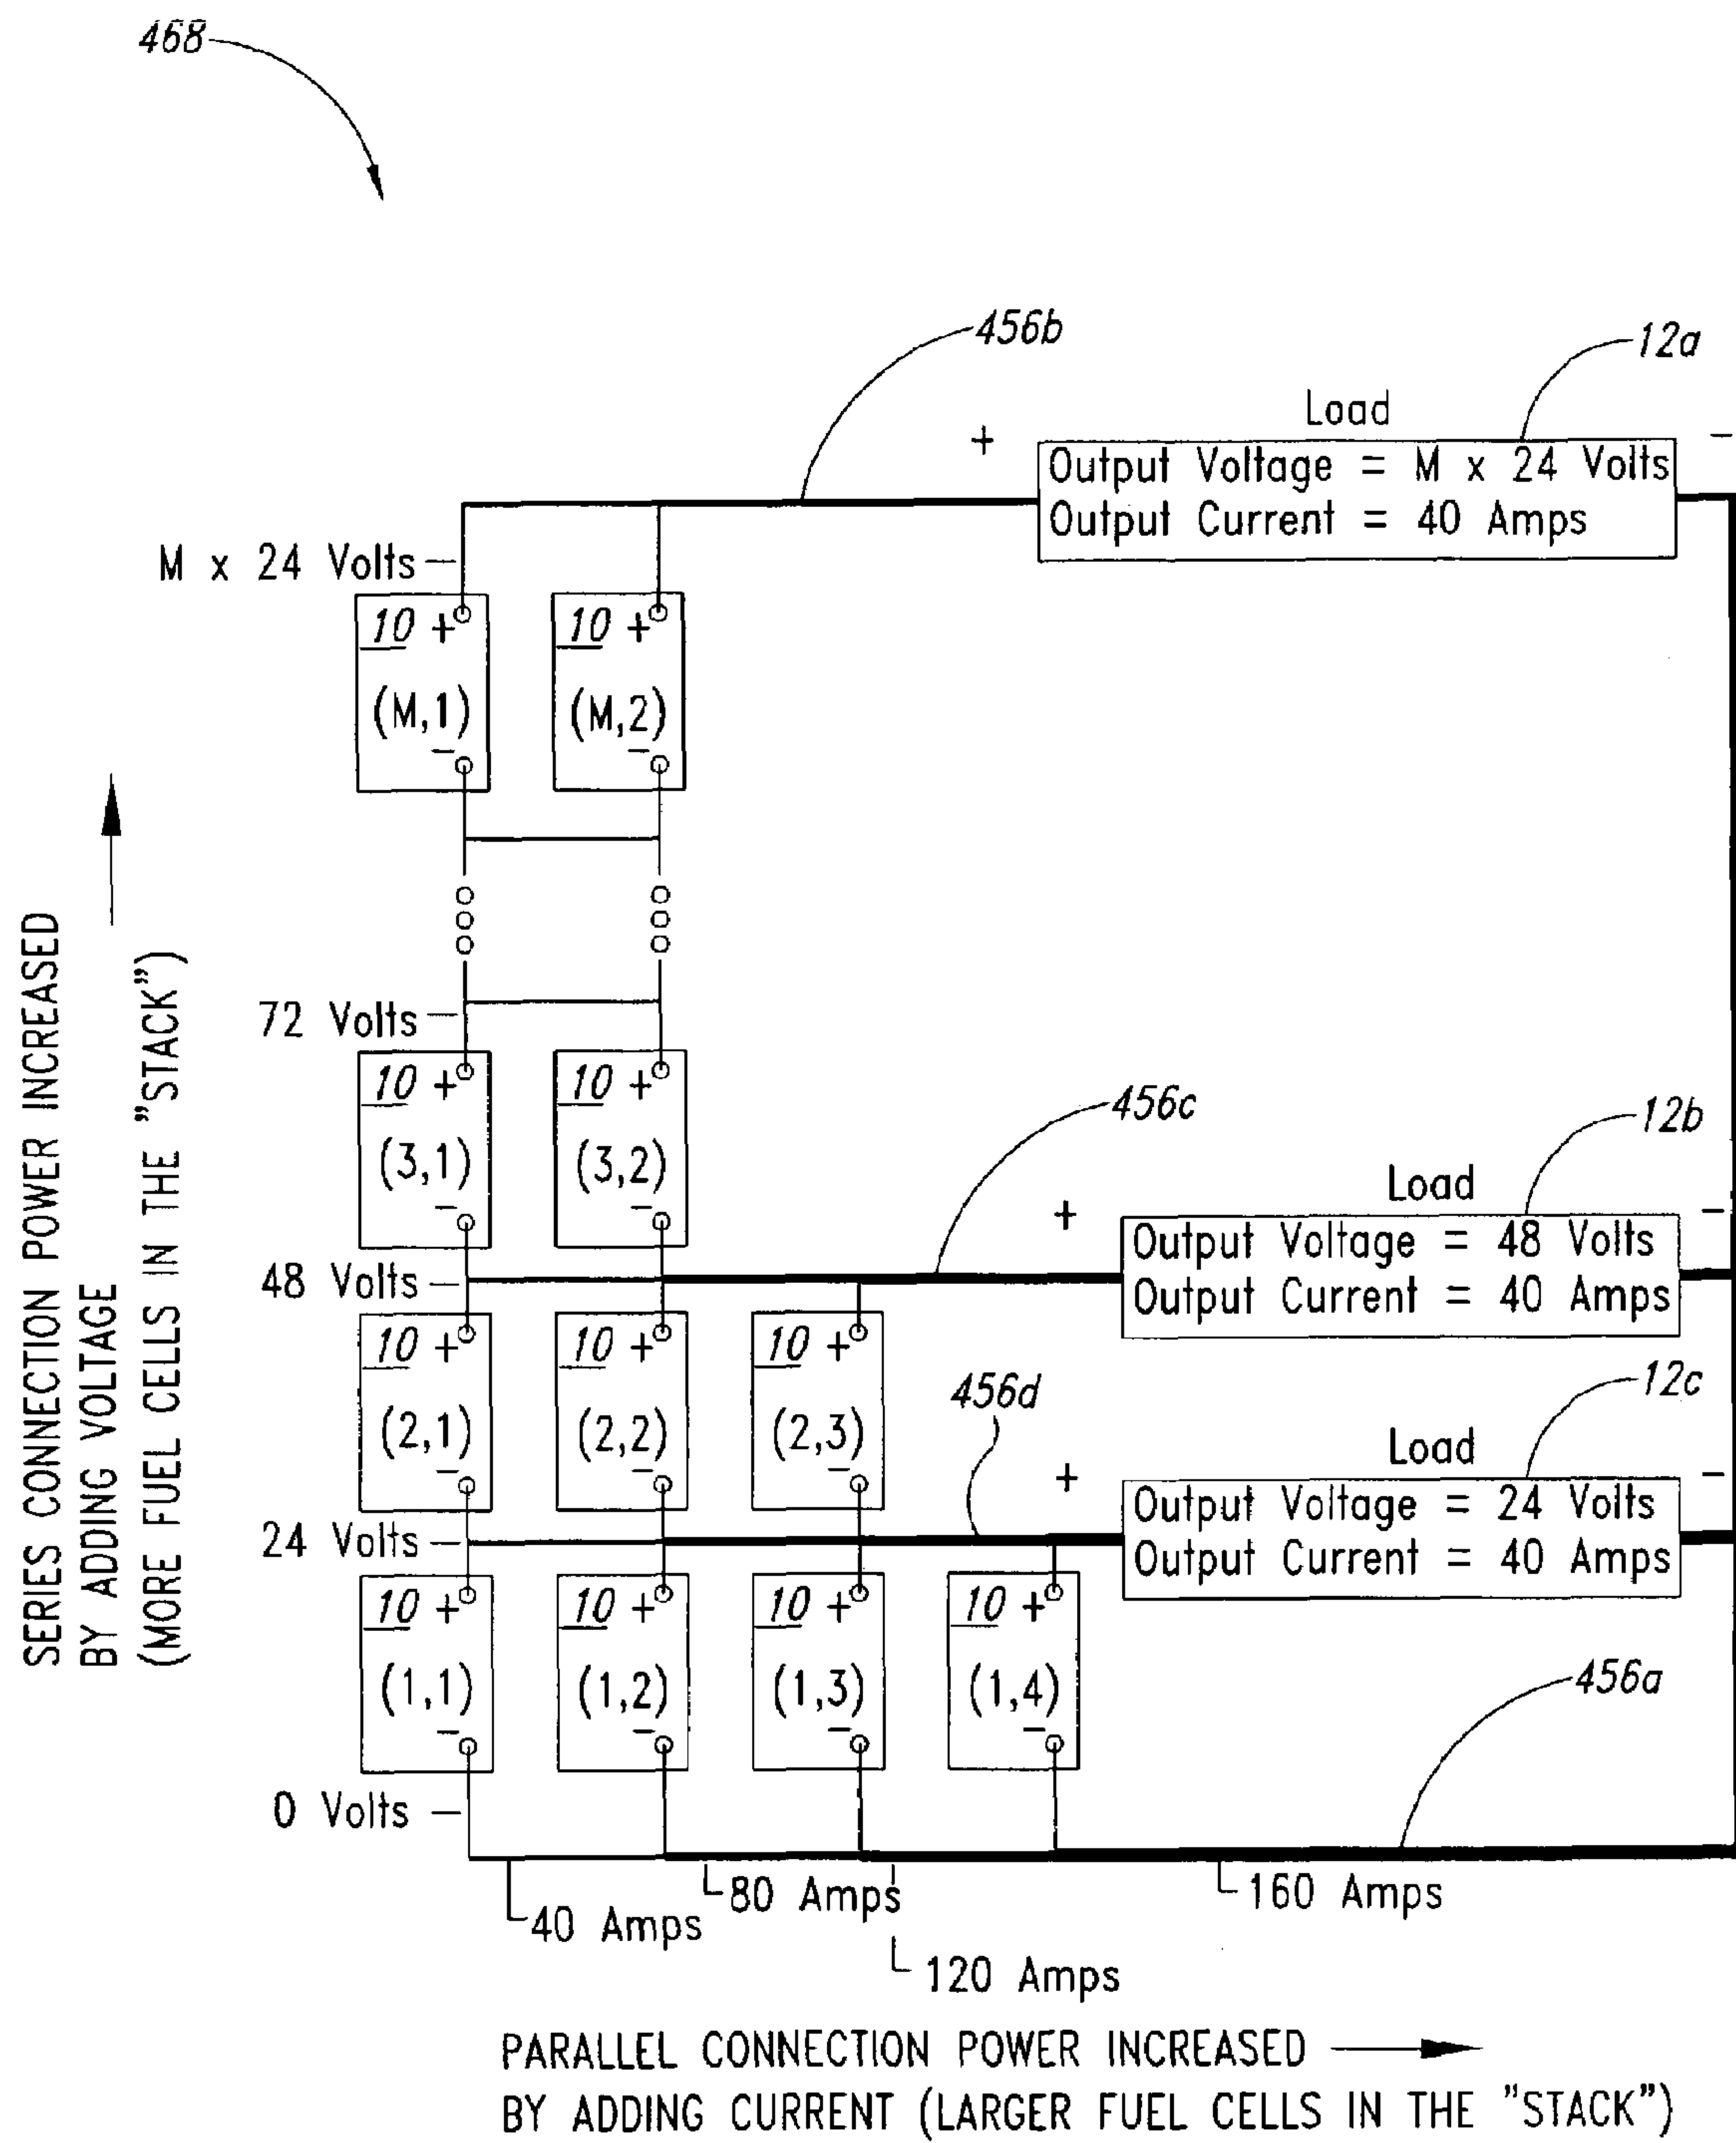 468
456b
12a
Load
+
−
Output Voltage = M x 24 Volts
Output Current = 40 Amps
M x 24 Volts
10 +
(M,1)
−
10 +
(M,2)
−
72 Volts
10 +
(3,1)
−
10 +
(3,2)
−
456c
12b
Load
+
−
Output Voltage = 48 Volts
Output Current = 40 Amps
48 Volts
10 +
(2,1)
−
10 +
(2,2)
−
10 +
(2,3)
−
456d
12c
Load
+
−
Output Voltage = 24 Volts
Output Current = 40 Amps
24 Volts
10 +
(1,1)
−
10 +
(1,2)
−
10 +
(1,3)
−
10 +
(1,4)
−
456a
0 Volts
40 Amps
80 Amps
120 Amps
160 Amps
SERIES CONNECTION POWER INCREASED
BY ADDING VOLTAGE
(MORE FUEL CELLS IN THE "STACK")
PARALLEL CONNECTION POWER INCREASED
BY ADDING CURRENT (LARGER FUEL CELLS IN THE "STACK")